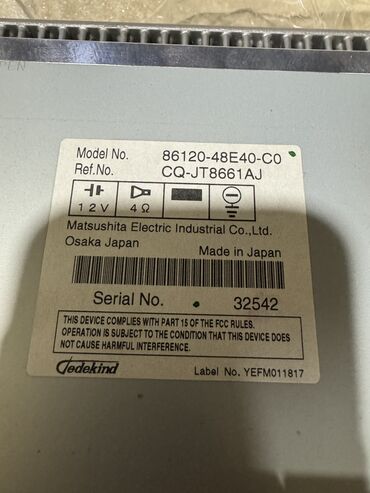 Model No. 86120-48E40-C0
Ref.No. CQ-JT8661AJ
12V 4Ω
Matsushita Electric Industrial Co.,Ltd.
Osaka Japan Made in Japan
Serial No. 32542
THIS DEVICE COMPLIES WITH PART 15 OF THE FCC RULES.
OPERATION IS SUBJECT TO THE CONDITION THAT THIS DEVICE DOES
NOT CAUSE HARMFUL INTERFERENCE.
Jedekind Label No. YEFM011817